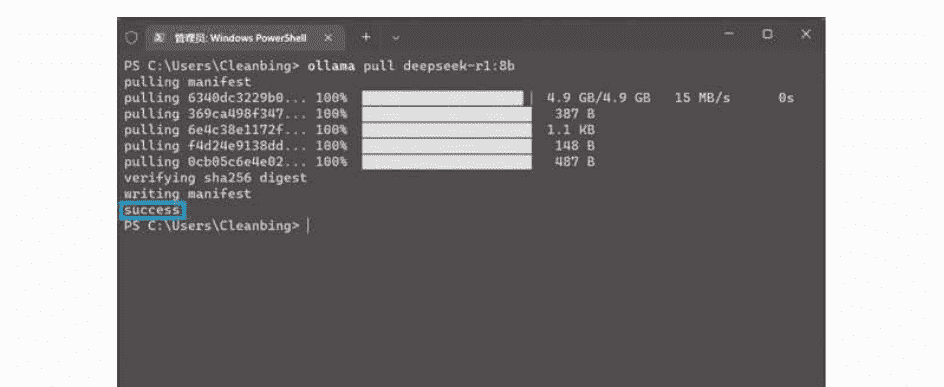 管理员: Windows PowerShell
PS C:\Users\Cleanbing> ollama pull deepseek-r1:8b
pulling manifest
pulling 6340dc3229b0... 100% 4.9 GB/4.9 GB 15 MB/s 0s
pulling 369ca498f347... 100% 387 B
pulling 6e4c38e1172f... 100% 1.1 KB
pulling f4d24e9138dd... 100% 148 B
pulling 0cb05c6e4e02... 100% 487 B
verifying sha256 digest
writing manifest
success
PS C:\Users\Cleanbing>